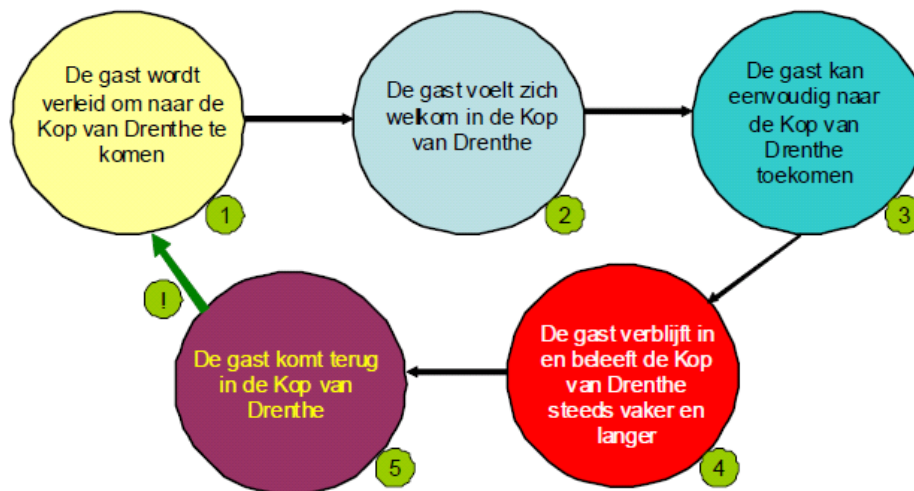 De gast wordt
verleid om naar de
Kop van Drenthe te
komen
1
De gast voelt zich
welkom in de Kop
van Drenthe
2
De gast kan
eenvoudig naar
de Kop van
Drenthe
toekomen
3
De gast verblijft in
en beleeft de Kop
van Drenthe
steeds vaker en
langer
4
De gast komt terug
in de Kop van
Drenthe
5
!